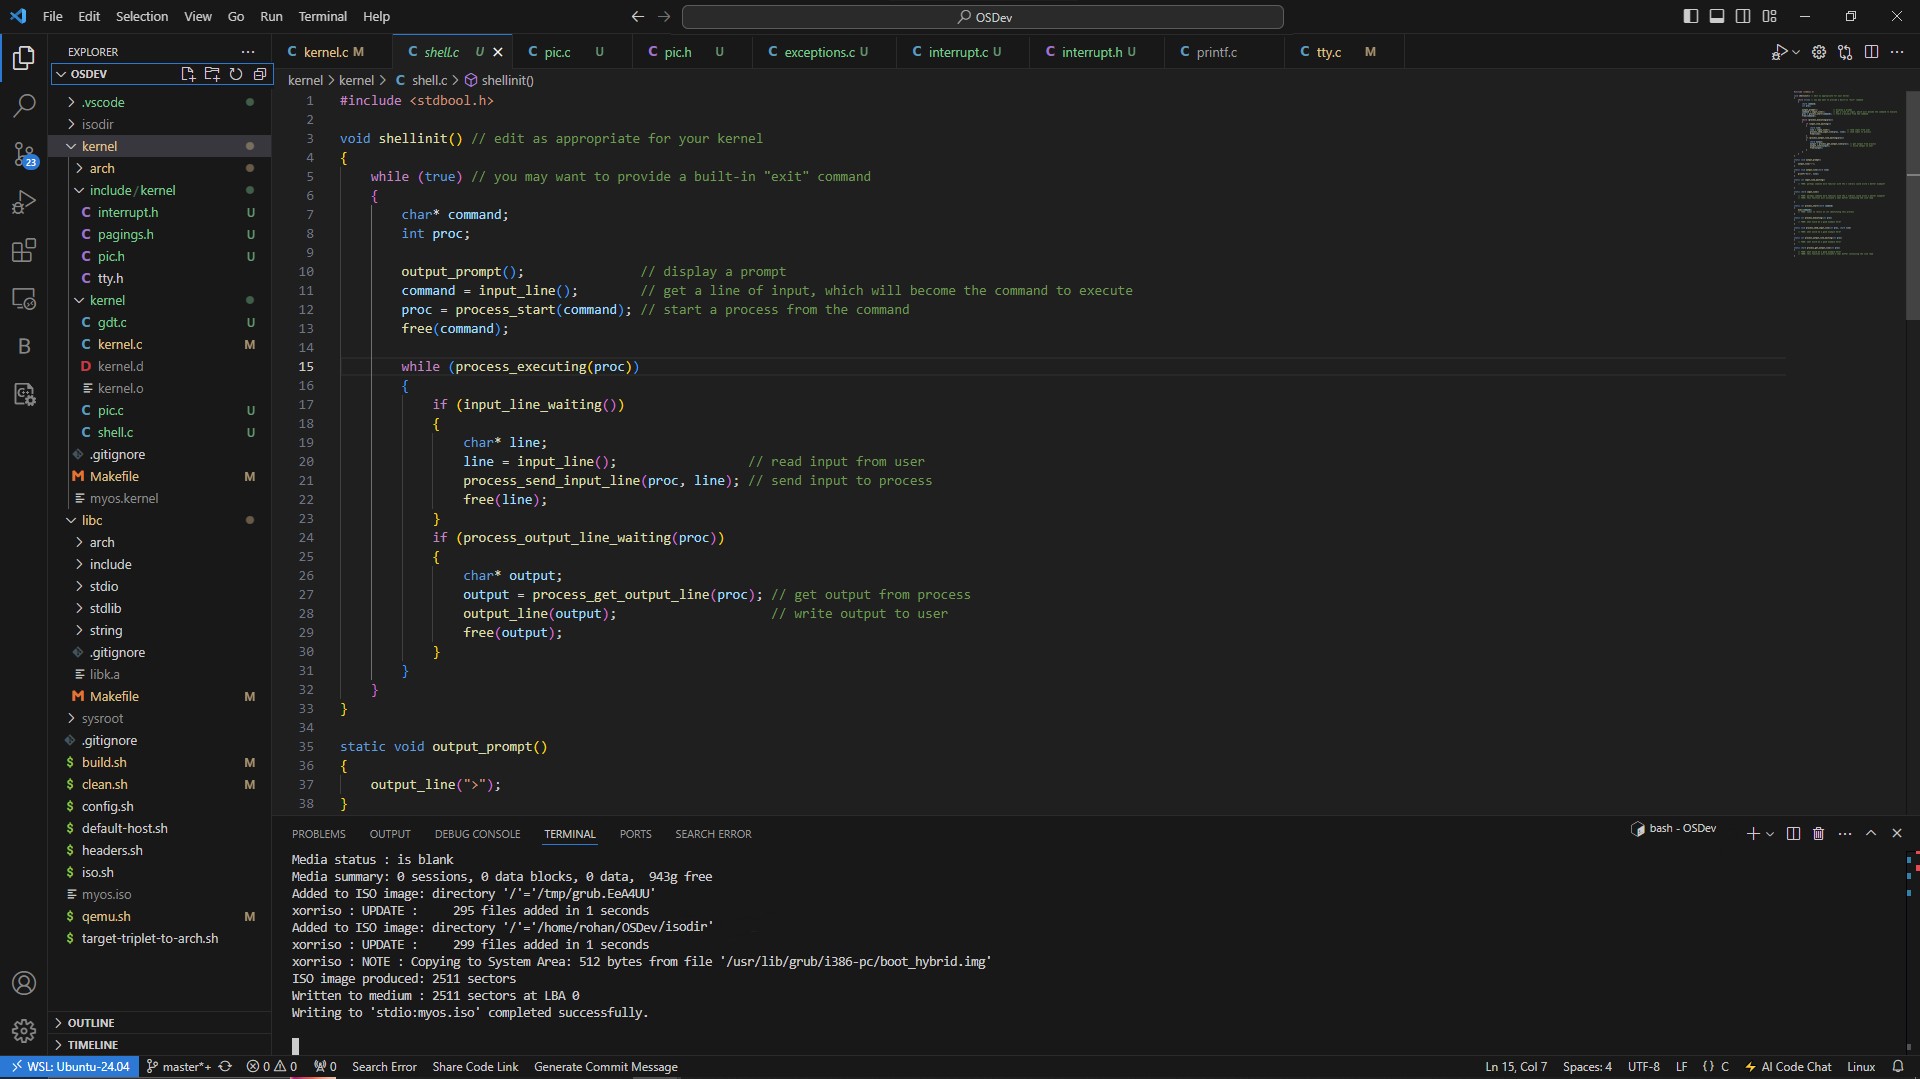 File Edit Selection View Go Run Terminal Help
OSDev
EXPLORER
kernel.c M shell.c U pic.c U pic.h U exceptions.c U interrupt.c U interrupt.h U printf.c tty.c M
OSDEV
kernel > kernel > shell.c > shellinit()
.vscode
isodir
kernel
arch
include/kernel
interrupt.h U
pagings.h U
pic.h U
tty.h
kernel
gdt.c U
kernel.c M
kernel.d
kernel.o
pic.c U
shell.c U
.gitignore
Makefile M
myos.kernel
libc
arch
include
stdio
stdlib
string
.gitignore
libk.a
Makefile M
sysroot
.gitignore
build.sh M
clean.sh M
config.sh
default-host.sh
headers.sh
iso.sh
myos.iso
qemu.sh M
target-triplet-to-arch.sh
OUTLINE
TIMELINE
23
1 #include <stdbool.h>
2
3 void shellinit() // edit as appropriate for your kernel
4 {
5 while (true) // you may want to provide a built-in "exit" command
6 {
7 char* command;
8 int proc;
9
10 output_prompt(); // display a prompt
11 command = input_line(); // get a line of input, which will become the command to execute
12 proc = process_start(command); // start a process from the command
13 free(command);
14
15 while (process_executing(proc))
16 {
17 if (input_line_waiting())
18 {
19 char* line;
20 line = input_line(); // read input from user
21 process_send_input_line(proc, line); // send input to process
22 free(line);
23 }
24 if (process_output_line_waiting(proc))
25 {
26 char* output;
27 output = process_get_output_line(proc); // get output from process
28 output_line(output); // write output to user
29 free(output);
30 }
31 }
32 }
33 }
34
35 static void output_prompt()
36 {
37 output_line(">");
38 }
PROBLEMS OUTPUT DEBUG CONSOLE TERMINAL PORTS SEARCH ERROR
bash - OSDev
Media status : is blank
Media summary: 0 sessions, 0 data blocks, 0 data, 943g free
Added to ISO image: directory '/'='/tmp/grub.EeA4UU'
xorriso : UPDATE : 295 files added in 1 seconds
Added to ISO image: directory '/'='/home/rohan/OSDev/isodir'
xorriso : UPDATE : 299 files added in 1 seconds
xorriso : NOTE : Copying to System Area: 512 bytes from file '/usr/lib/grub/i386-pc/boot_hybrid.img'
ISO image produced: 2511 sectors
Written to medium : 2511 sectors at LBA 0
Writing to 'stdio:myos.iso' completed successfully.
WSL: Ubuntu-24.04 master*+ 0 0 0 Search Error Share Code Link Generate Commit Message Ln 15, Col 7 Spaces: 4 UTF-8 LF {} C AI Code Chat Linux